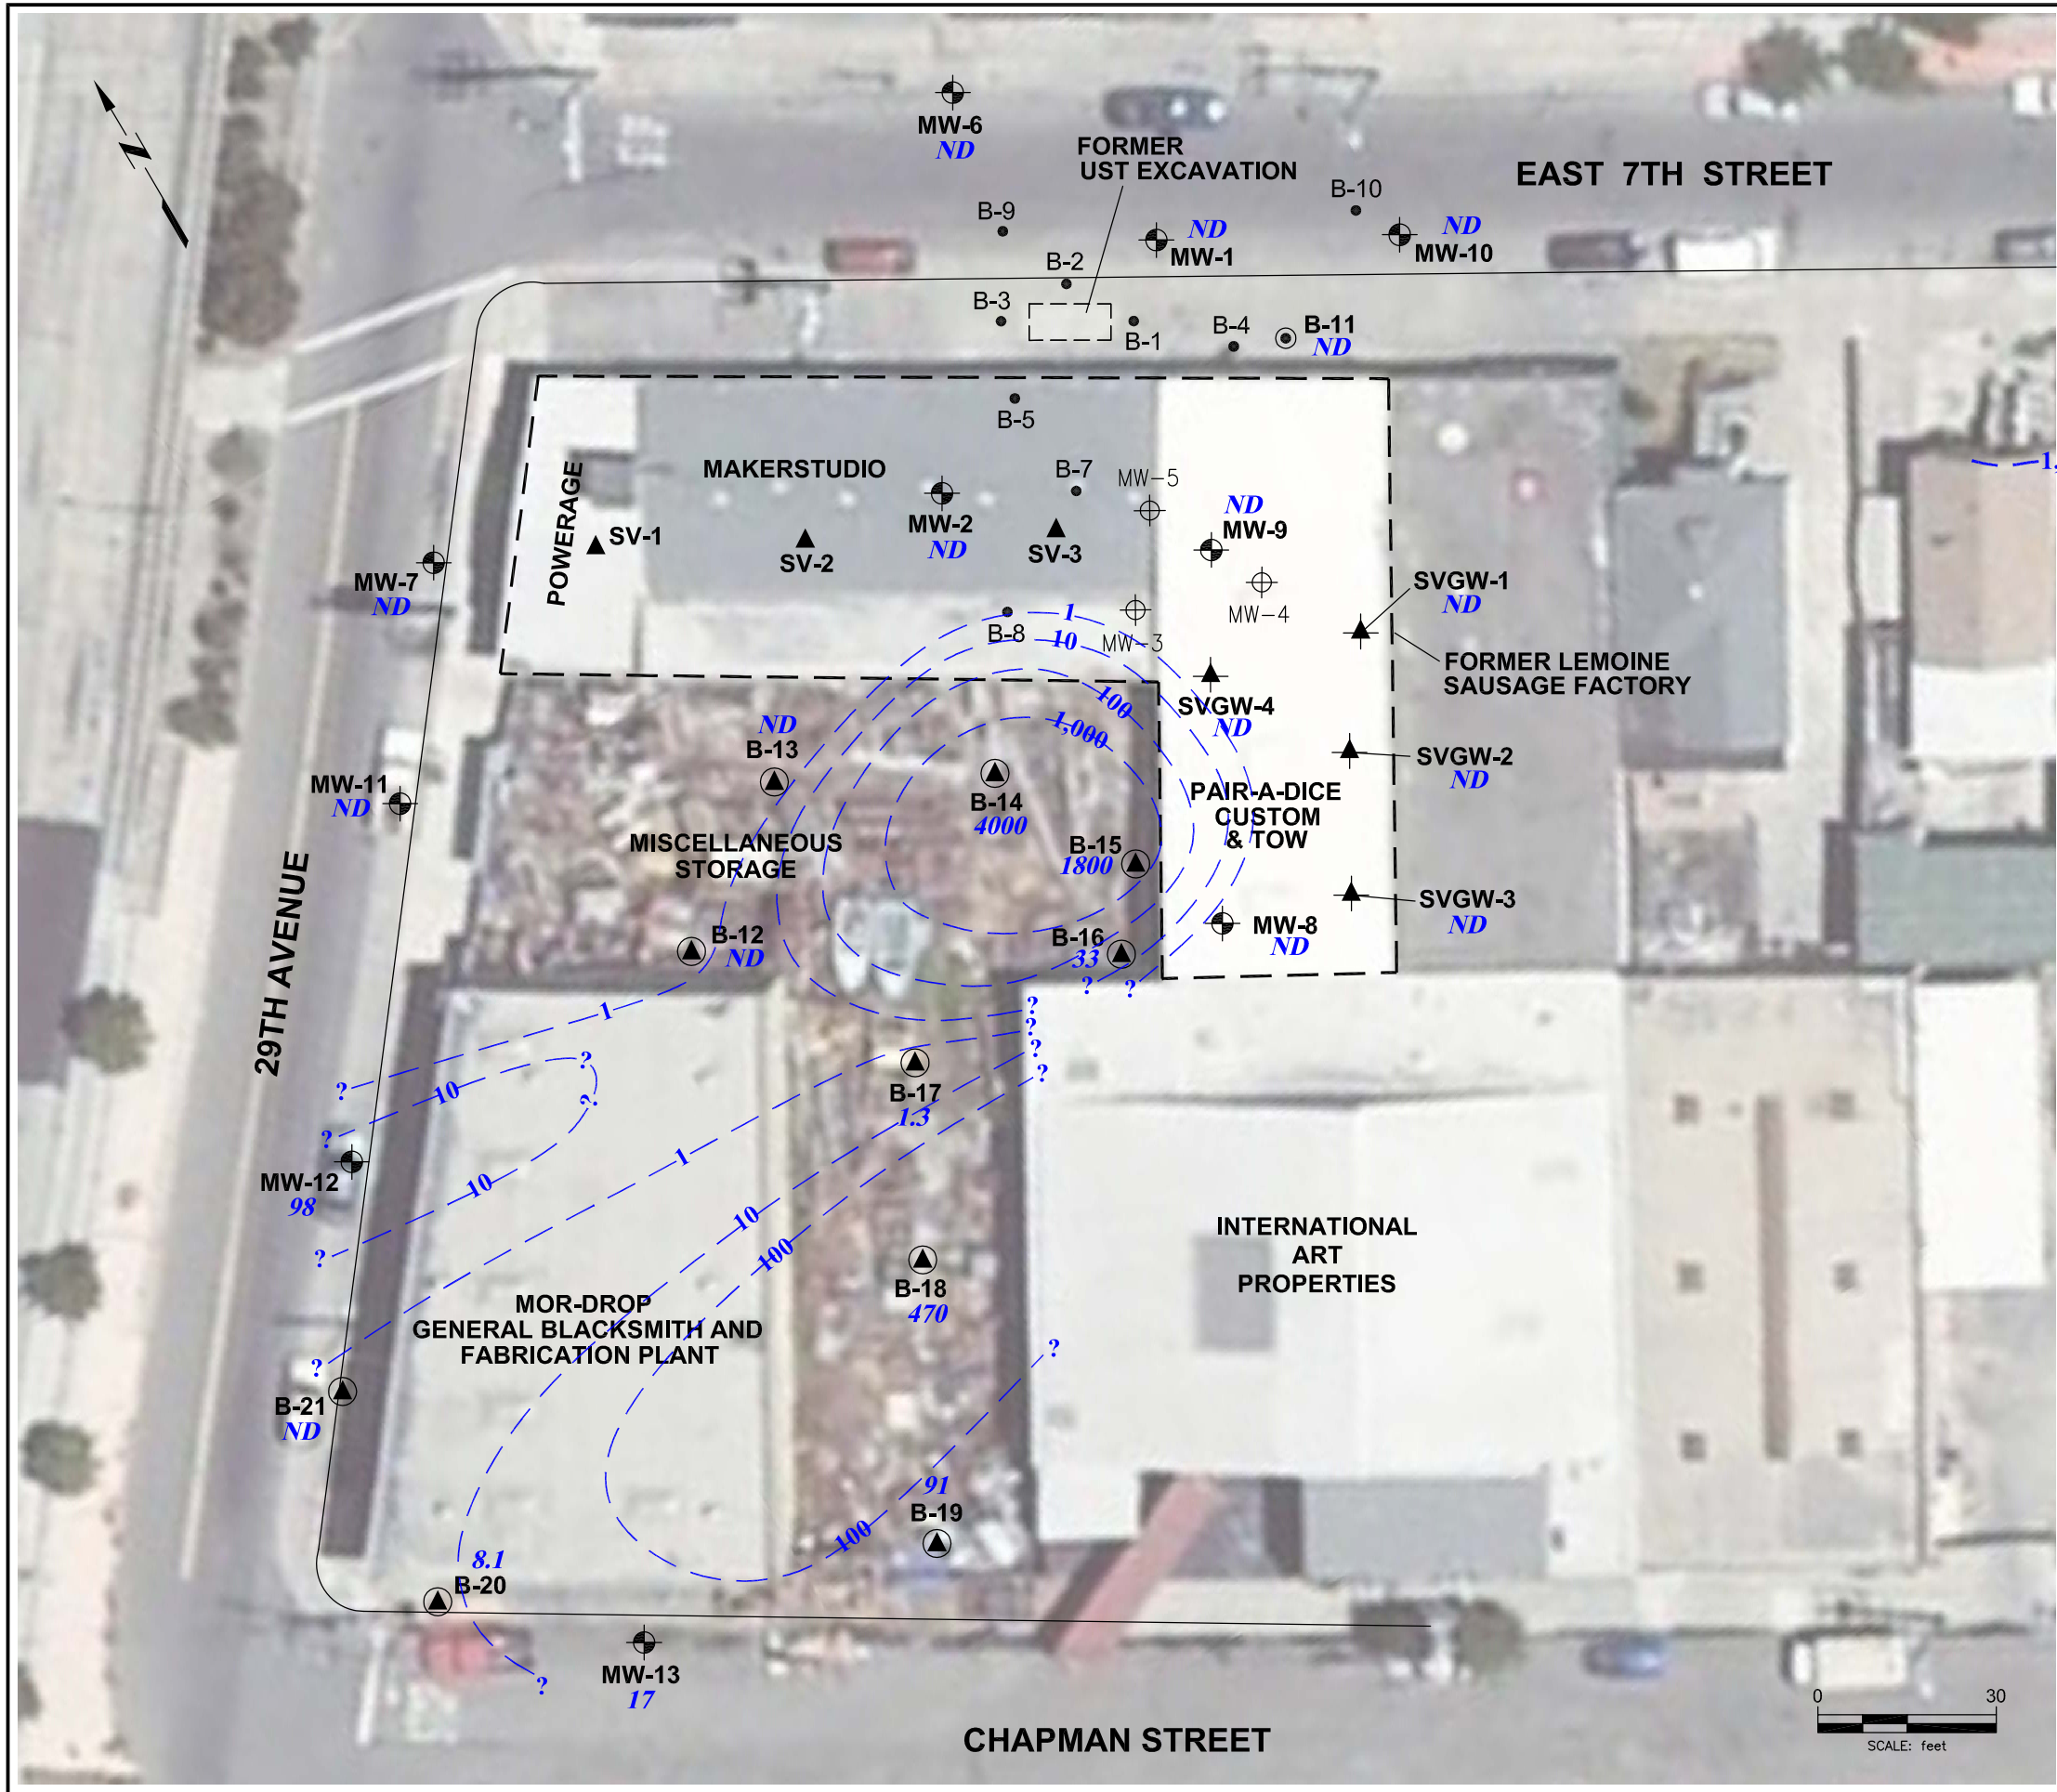 N
MW-6
ND
FORMER
UST EXCAVATION
EAST 7TH STREET
B-10
B-9
ND
MW-1
ND
MW-10
B-2
B-3
B-1
B-4
B-11
ND
B-5
MAKERSTUDIO
B-7
MW-5
1,
POWERAGE
SV-1
SV-2
MW-2
ND
SV-3
ND
MW-9
MW-7
ND
SVGW-1
ND
MW-4
B-8
1
10
MW-3
FORMER LEMOINE
SAUSAGE FACTORY
100
SVGW-4
ND
1,000
ND
B-13
SVGW-2
ND
MW-11
ND
B-14
4000
PAIR-A-DICE
CUSTOM
& TOW
MISCELLANEOUS
STORAGE
B-15
1800
29TH AVENUE
SVGW-3
ND
B-12
ND
B-16
33
MW-8
ND
?
?
?
1
?
?
?
?
?
10
?
B-17
1.3
?
1
MW-12
98
10
10
?
100
INTERNATIONAL
ART
PROPERTIES
B-18
470
MOR-DROP
GENERAL BLACKSMITH AND
FABRICATION PLANT
?
?
B-21
ND
91
B-19
100
8.1
B-20
MW-13
17
?
CHAPMAN STREET
0 30
SCALE: feet